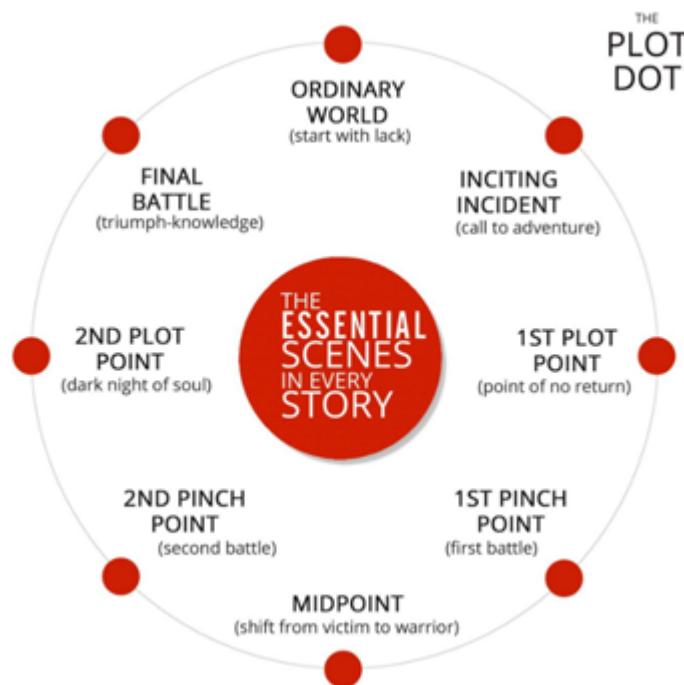 THE
PLOT
DOT
ORDINARY
WORLD
(start with lack)
INCITING
INCIDENT
(call to adventure)
1ST PLOT
POINT
(point of no return)
1ST PINCH
POINT
(first battle)
MIDPOINT
(shift from victim to warrior)
2ND PINCH
POINT
(second battle)
2ND PLOT
POINT
(dark night of soul)
FINAL
BATTLE
(triumph-knowledge)
THE
ESSENTIAL
SCENES
IN EVERY
STORY